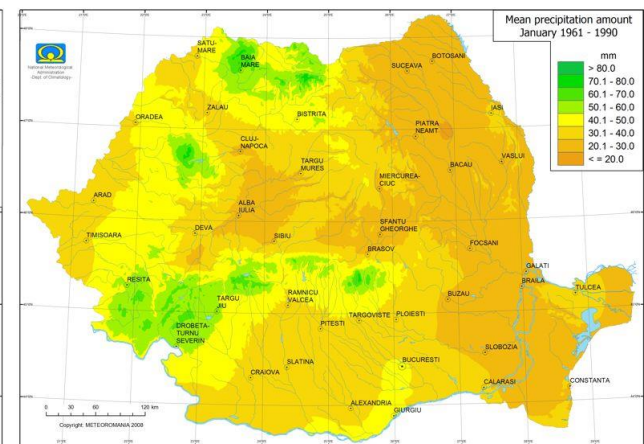 Mean precipitation amount
January 1961 - 1990
mm
> 80.0
70.1 - 80.0
60.1 - 70.0
50.1 - 60.0
40.1 - 50.0
30.1 - 40.0
20.1 - 30.0
< = 20.0
National Meteorological
Administration
-Dept. of Climatology-
SATU-
MARE
BAIA
MARE
SUCEAVA
BOTOSANI
ORADEA
ZALAU
BISTRITA
IASI
PIATRA
NEAMT
CLUJ-
NAPOCA
TARGU
MURES
BACAU
VASLUI
MIERCUREA-
CIUC
ARAD
ALBA
IULIA
TIMISOARA
DEVA
SIBIU
SFANTU
GHEORGHE
BRASOV
FOCSANI
GALATI
BRAILA
TULCEA
RESITA
TARGU
JIU
RAMNICU
VALCEA
TARGOVISTE
PLOIESTI
BUZAU
PITESTI
DROBETA-
TURNU
SEVERIN
SLOBOZIA
BUCURESTI
SLATINA
CRAIOVA
CALARASI
CONSTANTA
ALEXANDRIA
GIURGIU
0 30 60 120 km
Copyright METEOROMANIA 2008